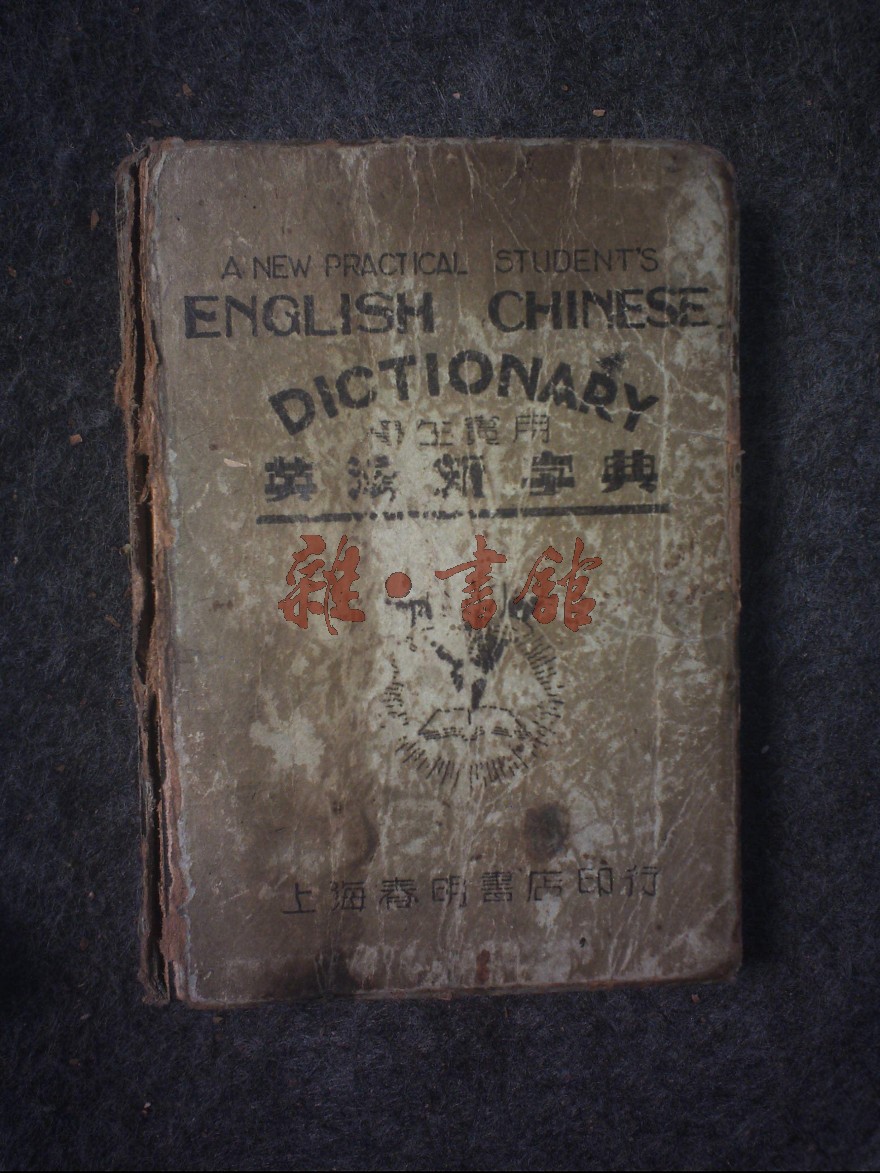 A NEW PRACTICAL STUDENT'S
ENGLISH CHINESE
DICTIONARY
學生實用
英漢新字典
雜·書館
上海春明書店印行